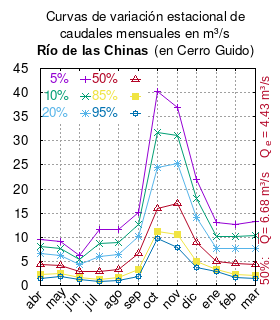 Curvas de variación estacional de
caudales mensuales en m³/s
Río de las Chinas (en Cerro Guido)
45
40
35
30
25
20
15
10
5
0
5% 50%
10% 85%
20% 95%
abr may jun jul ago sep oct nov dic ene feb mar
50%: Q= 6.68 m³/s Q e = 4.43 m³/s